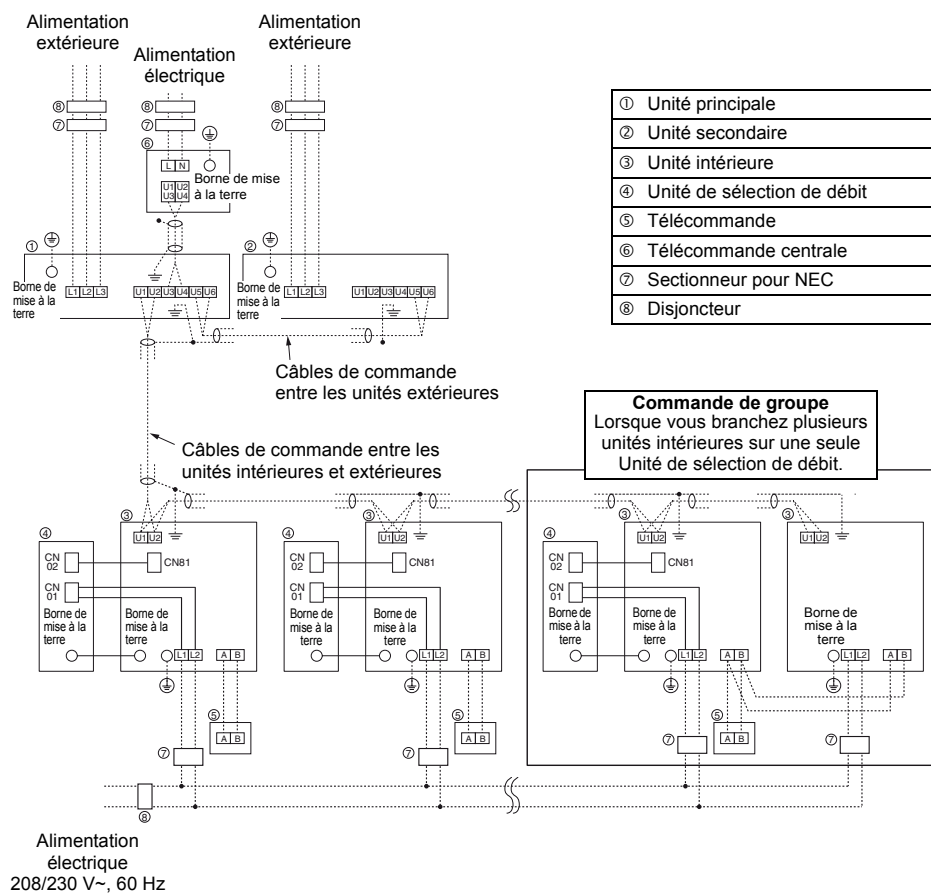 Alimentation
extérieure
Alimentation
électrique
Alimentation
extérieure
⑧
⑦
⑧
⑦
⑧
⑦
⑥
L N
U1 U2
U3 U4
Borne de mise
à la terre
① Unité principale
② Unité secondaire
③ Unité intérieure
④ Unité de sélection de débit
⑤ Télécommande
⑥ Télécommande centrale
⑦ Sectionneur pour NEC
⑧ Disjoncteur
①
Borne de
mise à la
terre
L1 L2 L3
U1 U2 U3 U4 U5 U6
②
Borne de
mise à la
terre
L1 L2 L3
U1 U2 U3 U4 U5 U6
Câbles de commande
entre les unités extérieures
Câbles de commande entre les
unités intérieures et extérieures
Commande de groupe
Lorsque vous branchez plusieurs
unités intérieures sur une seule
Unité de sélection de débit.
④
CN
02
CN
01
Borne de
mise à la
terre
③
U1 U2
CN81
Borne de
mise à la
terre
L1 L2
A B
⑤
A B
⑦
④
CN
02
CN
01
Borne de
mise à la
terre
③
U1 U2
CN81
Borne de
mise à la
terre
L1 L2
A B
⑤
A B
⑦
④
CN
02
CN
01
Borne de
mise à la
terre
③
U1 U2
CN81
Borne de
mise à la
terre
L1 L2
A B
⑤
A B
⑦
③
U1 U2
Borne de
mise à la
terre
L1 L2
A B
⑦
⑧
Alimentation
électrique
208/230 V~, 60 Hz